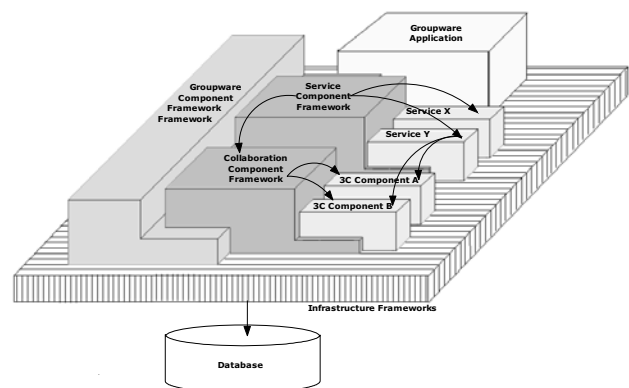 Groupware
Application
Groupware
Component
Framework
Framework
Service
Component
Framework
Service X
Service Y
Collaboration
Component
Framework
3C Component A
3C Component B
Infrastructure Frameworks
Database